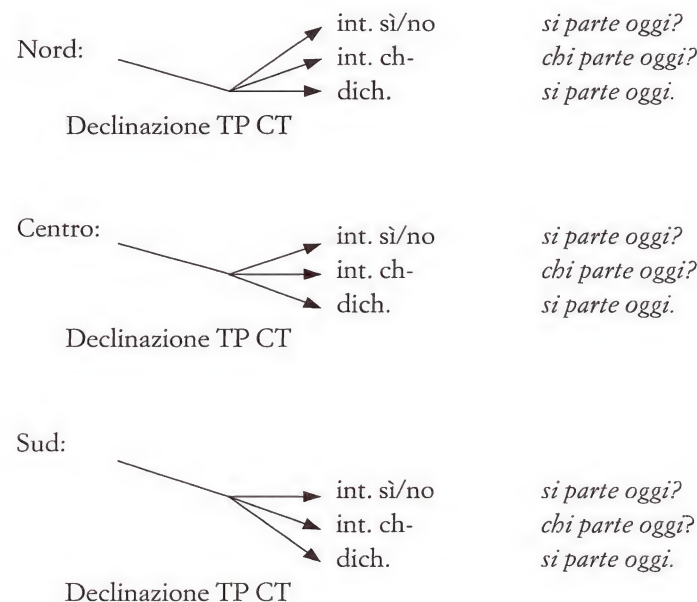 int. sì/no si parte oggi?
Nord: int. ch- chi parte oggi?
dich. si parte oggi.
Declinazione TP CT
Centro: int. sì/no si parte oggi?
int. ch- chi parte oggi?
dich. si parte oggi.
Declinazione TP CT
Sud:
int. sì/no si parte oggi?
int. ch- chi parte oggi?
dich. si parte oggi.
Declinazione TP CT